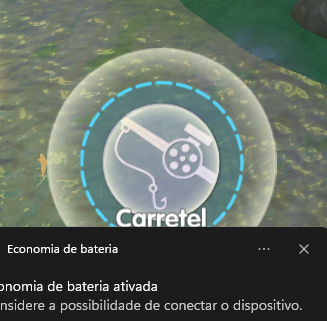 Carretel
Economia de bateria
onomia de bateria ativada
nsidere a possibilidade de conectar o dispositivo.